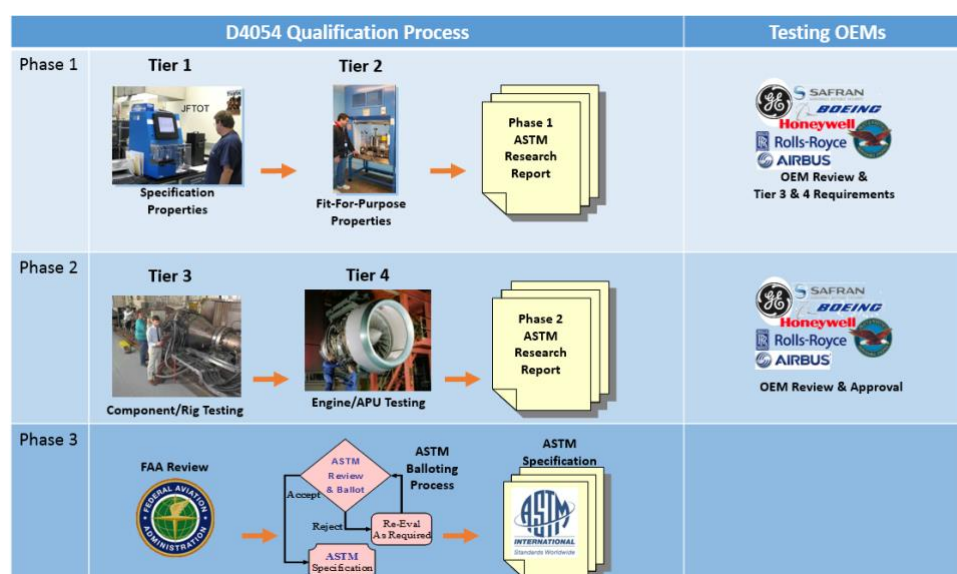 D4054 Qualification Process
Testing OEMs
Phase 1
Tier 1
Tier 2
JFTOT
Specification
Properties
Fit-For-Purpose
Properties
Phase 1
ASTM
Research
Report
SAFRAN
BOEING
Honeywell
Rolls-Royce
AIRBUS
OEM Review &
Tier 3 & 4 Requirements
Phase 2
Tier 3
Tier 4
Component/Rig Testing
Engine/APU Testing
Phase 2
ASTM
Research
Report
SAFRAN
BOEING
Honeywell
Rolls-Royce
AIRBUS
OEM Review & Approval
Phase 3
FAA Review
FEDERAL AVIATION
ADMINISTRATION
ASTM
Review
& Ballot
Accept
Reject
Re-Eval
As Required
ASTM
Specification
ASTM
Balloting
Process
ASTM
Specification
ASTM
INTERNATIONAL
Standards Worldwide